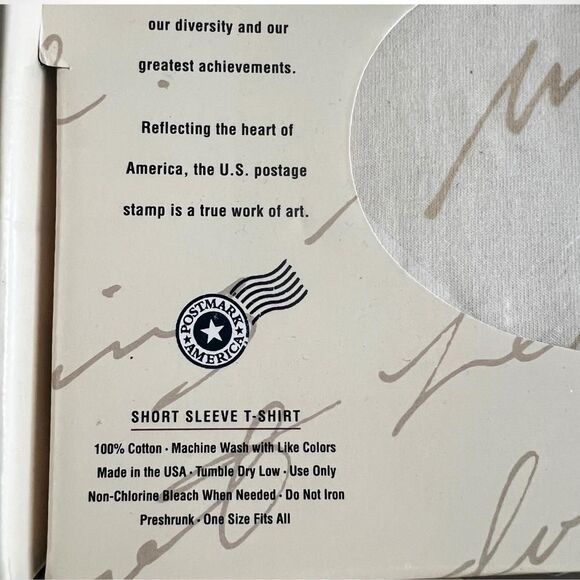 our diversity and our
greatest achievements.
Reflecting the heart of
America, the U.S. postage
stamp is a true work of art.
POSTMARK
AMERICA
SHORT SLEEVE T-SHIRT
100% Cotton · Machine Wash with Like Colors
Made in the USA · Tumble Dry Low · Use Only
Non-Chlorine Bleach When Needed · Do Not Iron
Preshrunk · One Size Fits All